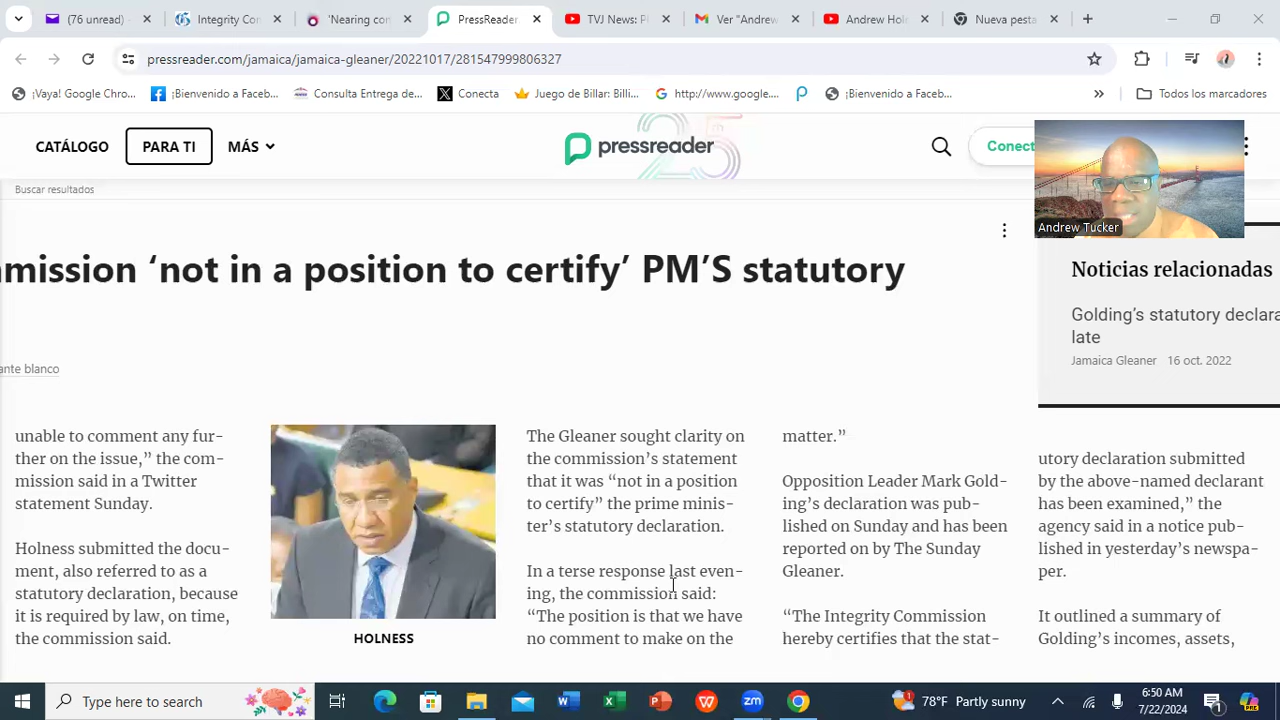 (76 unread)
Integrity Con
'Nearing con
PressReader
TVJ News: P
Ver "Andrew
Andrew Hol
Nueva pesta
pressreader.com/jamaica/jamaica-gleaner/20221017/281547999806327
¡Vaya! Google Chro...
¡Bienvenido a Faceb...
Consulta Entrega de...
Conecta
Juego de Billar: Billi...
http://www.google....
¡Bienvenido a Faceb...
»
Todos los marcadores
CATÁLOGO
PARA TI
MÁS
25
pressreader
Conect
Buscar resultados
Andrew Tucker
mmission ‘not in a position to certify’ PM’S statutory
Noticias relacionadas
Golding’s statutory declara
late
Jamaica Gleaner 16 oct. 2022
ante blanco
unable to comment any fur-
ther on the issue,” the com-
mission said in a Twitter
statement Sunday.
Holness submitted the docu-
ment, also referred to as a
statutory declaration, because
it is required by law, on time,
the commission said.
HOLNESS
The Gleaner sought clarity on
the commission’s statement
that it was “not in a position
to certify” the prime minis-
ter’s statutory declaration.
In a terse response last even-
ing, the commission said:
“The position is that we have
no comment to make on the
matter.”
Opposition Leader Mark Gold-
ing’s declaration was pub-
lished on Sunday and has been
reported on by The Sunday
Gleaner.
“The Integrity Commission
hereby certifies that the stat-
utory declaration submitted
by the above-named declarant
has been examined,” the
agency said in a notice pub-
lished in yesterday’s newspa-
per.
It outlined a summary of
Golding’s incomes, assets,
Type here to search
78°F Partly sunny
6:50 AM
7/22/2024